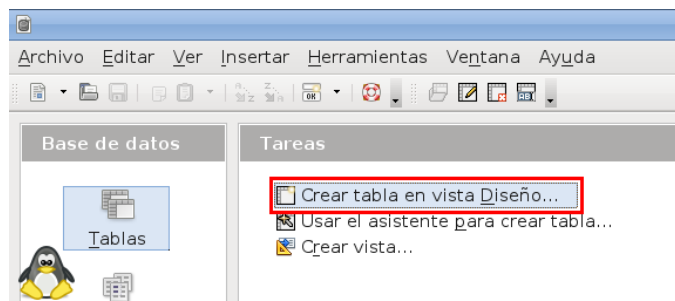 Archivo Editar Ver Insertar Herramientas Ventana Ayuda
Base de datos
Tareas
Crear tabla en vista Diseño...
Usar el asistente para crear tabla...
Crear vista...
Tablas